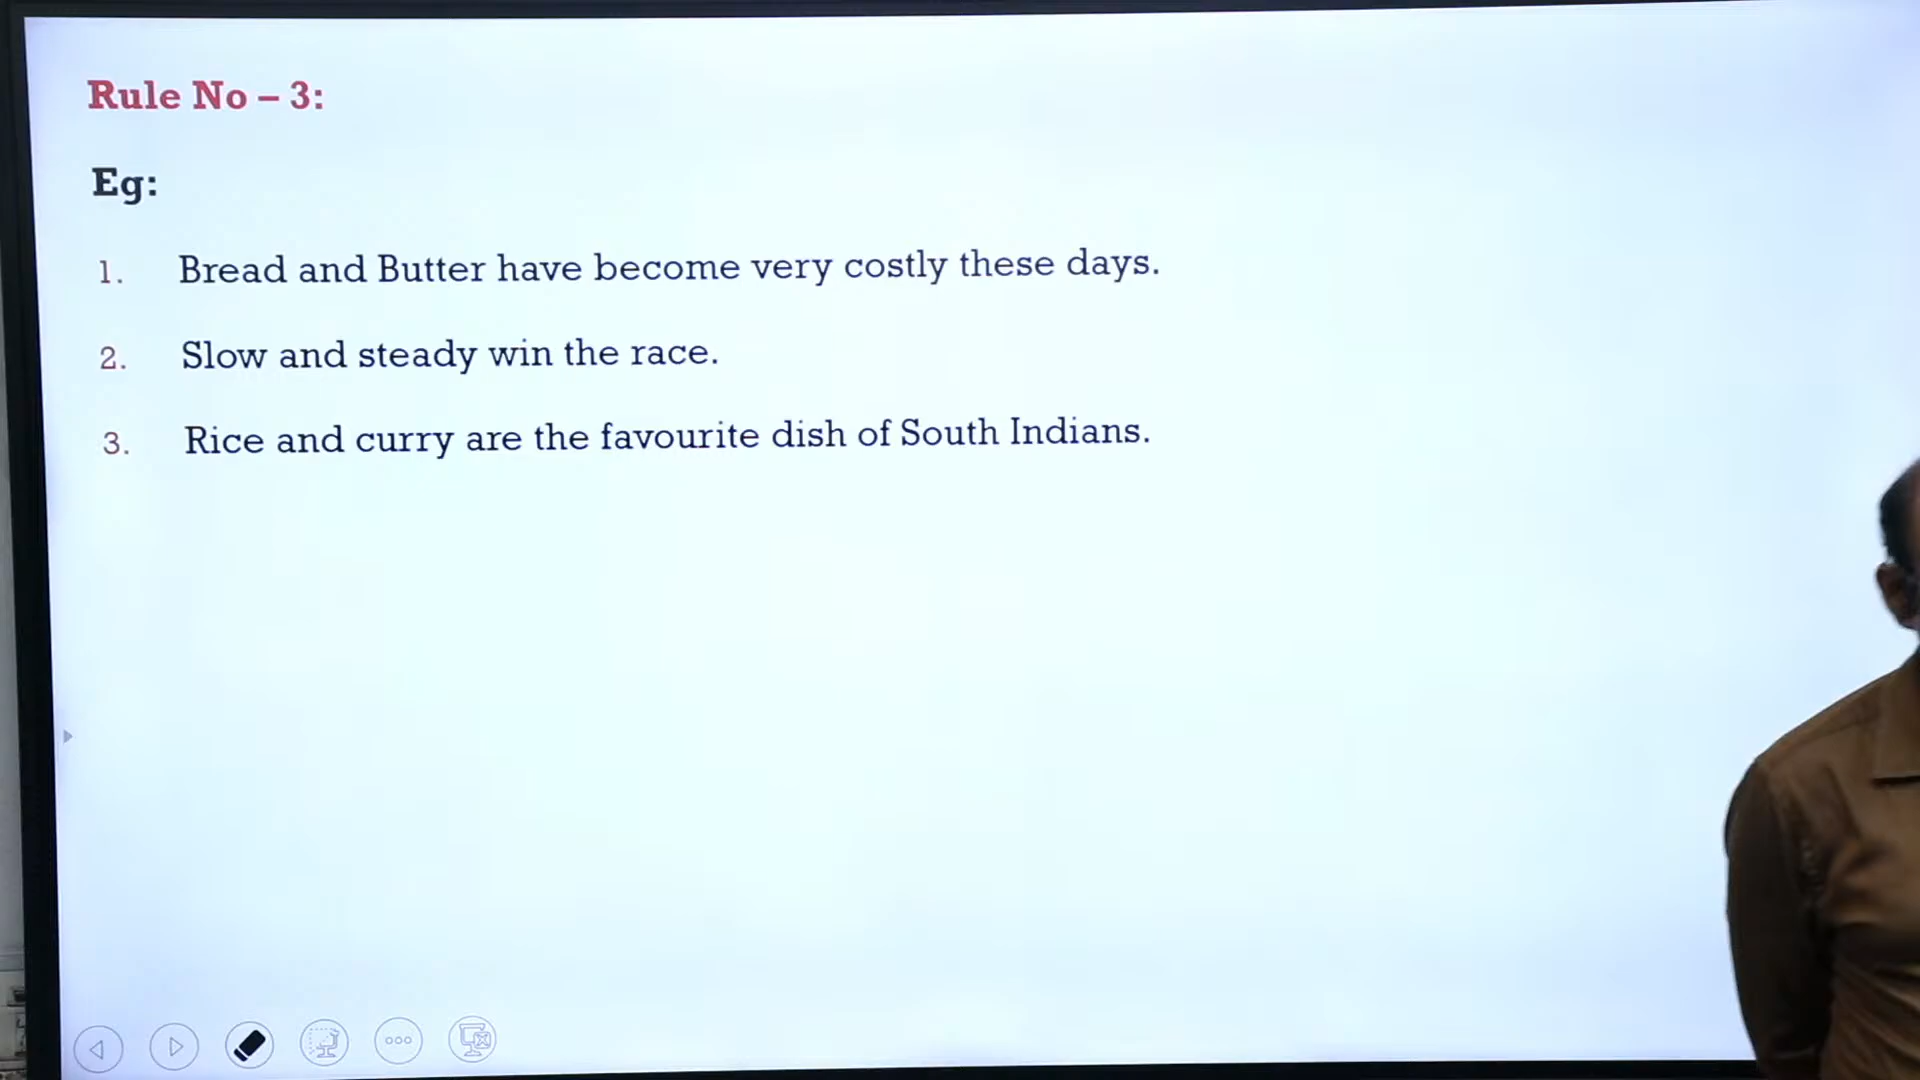 Rule No – 3:
Eg:
1. Bread and Butter have become very costly these days.
2. Slow and steady win the race.
3. Rice and curry are the favourite dish of South Indians.